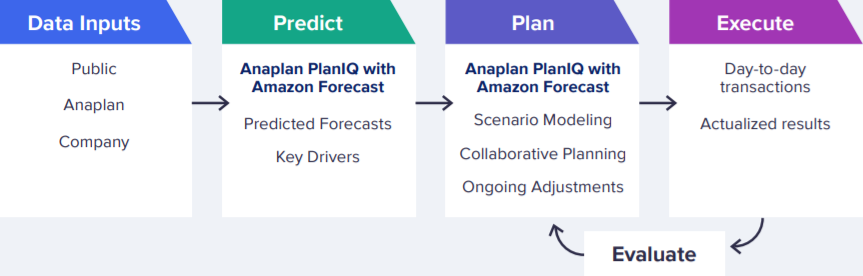 Data Inputs
Public
Anaplan
Company
Predict
Anaplan PlanIQ with
Amazon Forecast
Predicted Forecasts
Key Drivers
Plan
Anaplan PlanIQ with
Amazon Forecast
Scenario Modeling
Collaborative Planning
Ongoing Adjustments
Execute
Day-to-day
transactions
Actualized results
Evaluate